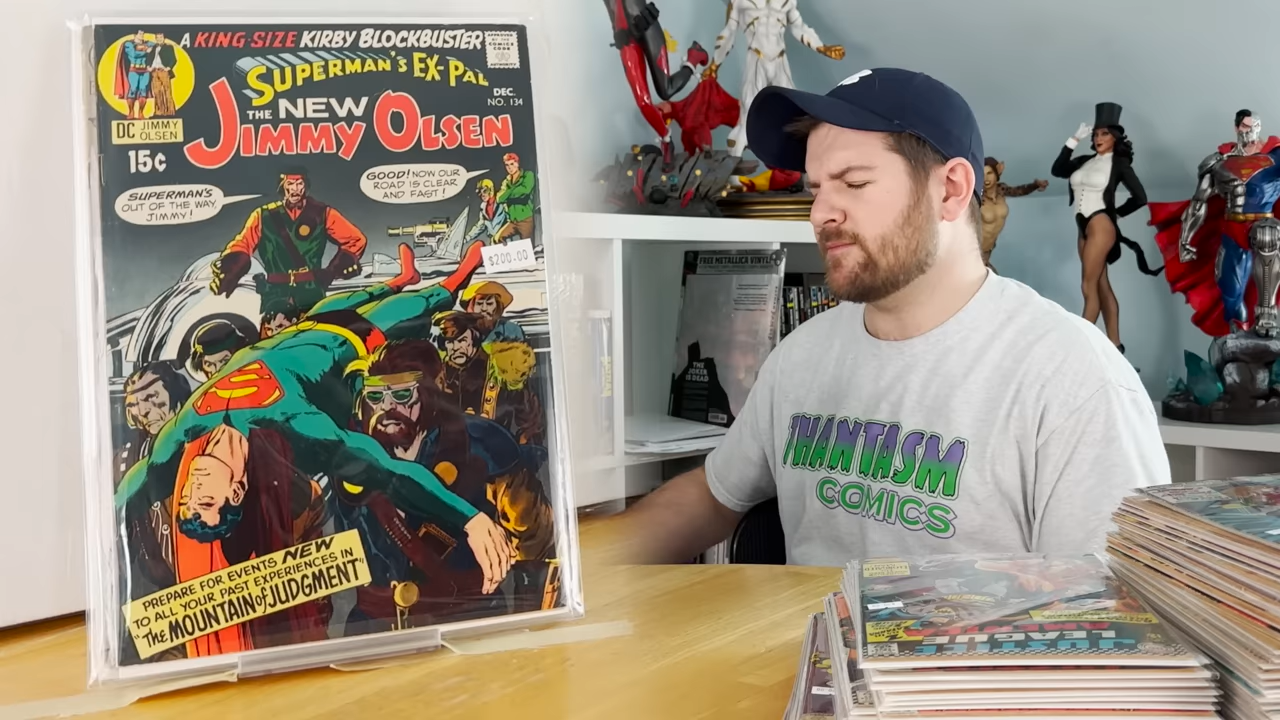 A KING-SIZE KIRBY BLOCKBUSTER
APPROVED
BY THE
COMICS
CODE
AUTHORITY
SUPERMAN'S EX-PAL
THE NEW
JIMMY OLSEN
DEC.
NO. 134
DC JIMMY
OLSEN
15¢
SUPERMAN'S
OUT OF THE WAY,
JIMMY!
GOOD! NOW OUR
ROAD IS CLEAR
AND FAST!
$200.00
S
PREPARE FOR EVENTS NEW
TO ALL YOUR PAST EXPERIENCES IN
"THE MOUNTAIN of JUDGMENT"
FREE METALLICA VINYL
THE
JOKER
IS DEAD
PHANTASM
COMICS
JUSTICE
LEAGUE
AMERICA